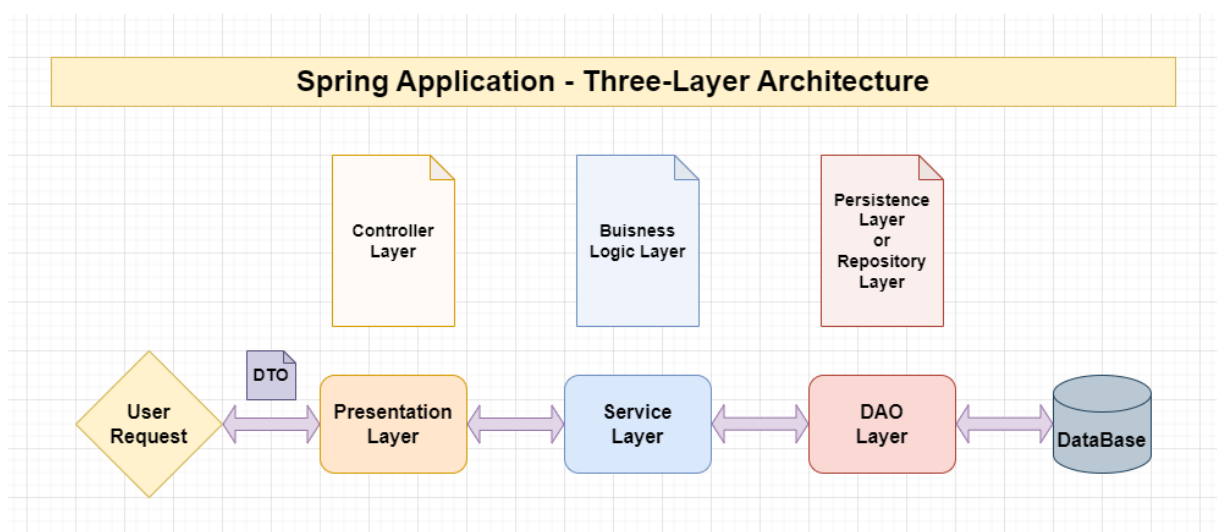 Spring Application - Three-Layer Architecture
Controller
Layer
Buisness
Logic Layer
Persistence
Layer
or
Repository
Layer
User
Request
DTO
Presentation
Layer
Service
Layer
DAO
Layer
DataBase